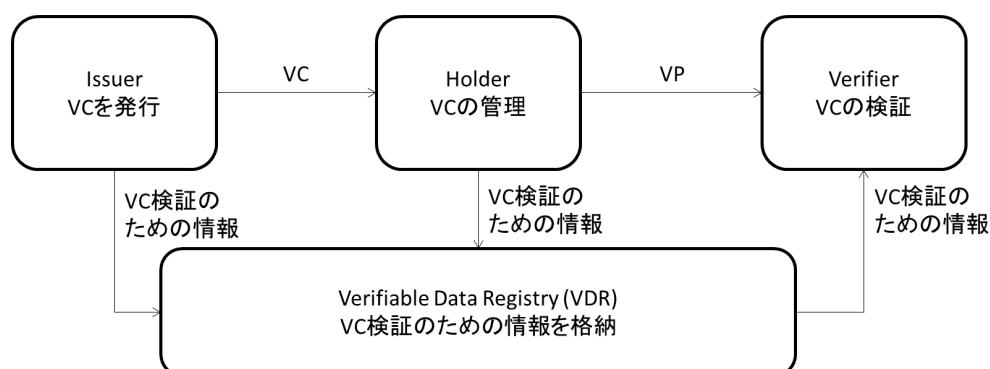 Issuer
VCを発行
VC
Holder
VCの管理
VP
Verifier
VCの検証
VC検証の
ための情報
VC検証の
ための情報
VC検証の
ための情報
Verifiable Data Registry (VDR)
VC検証のための情報を格納